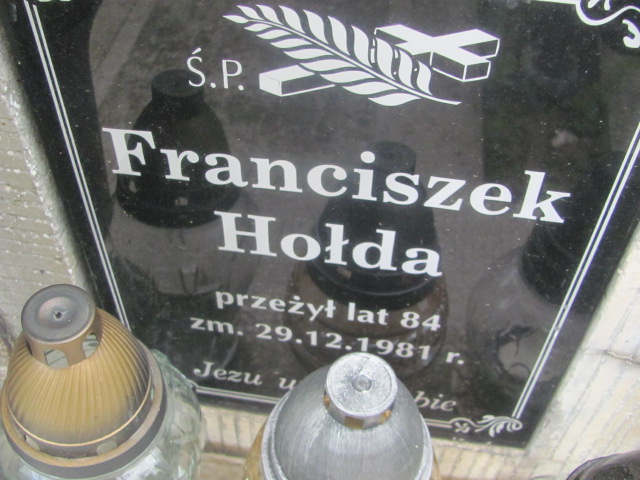 Ś.P.
Franciszek
Hołda
przeżył lat 84
zm. 29.12.1981 r.
Jezu